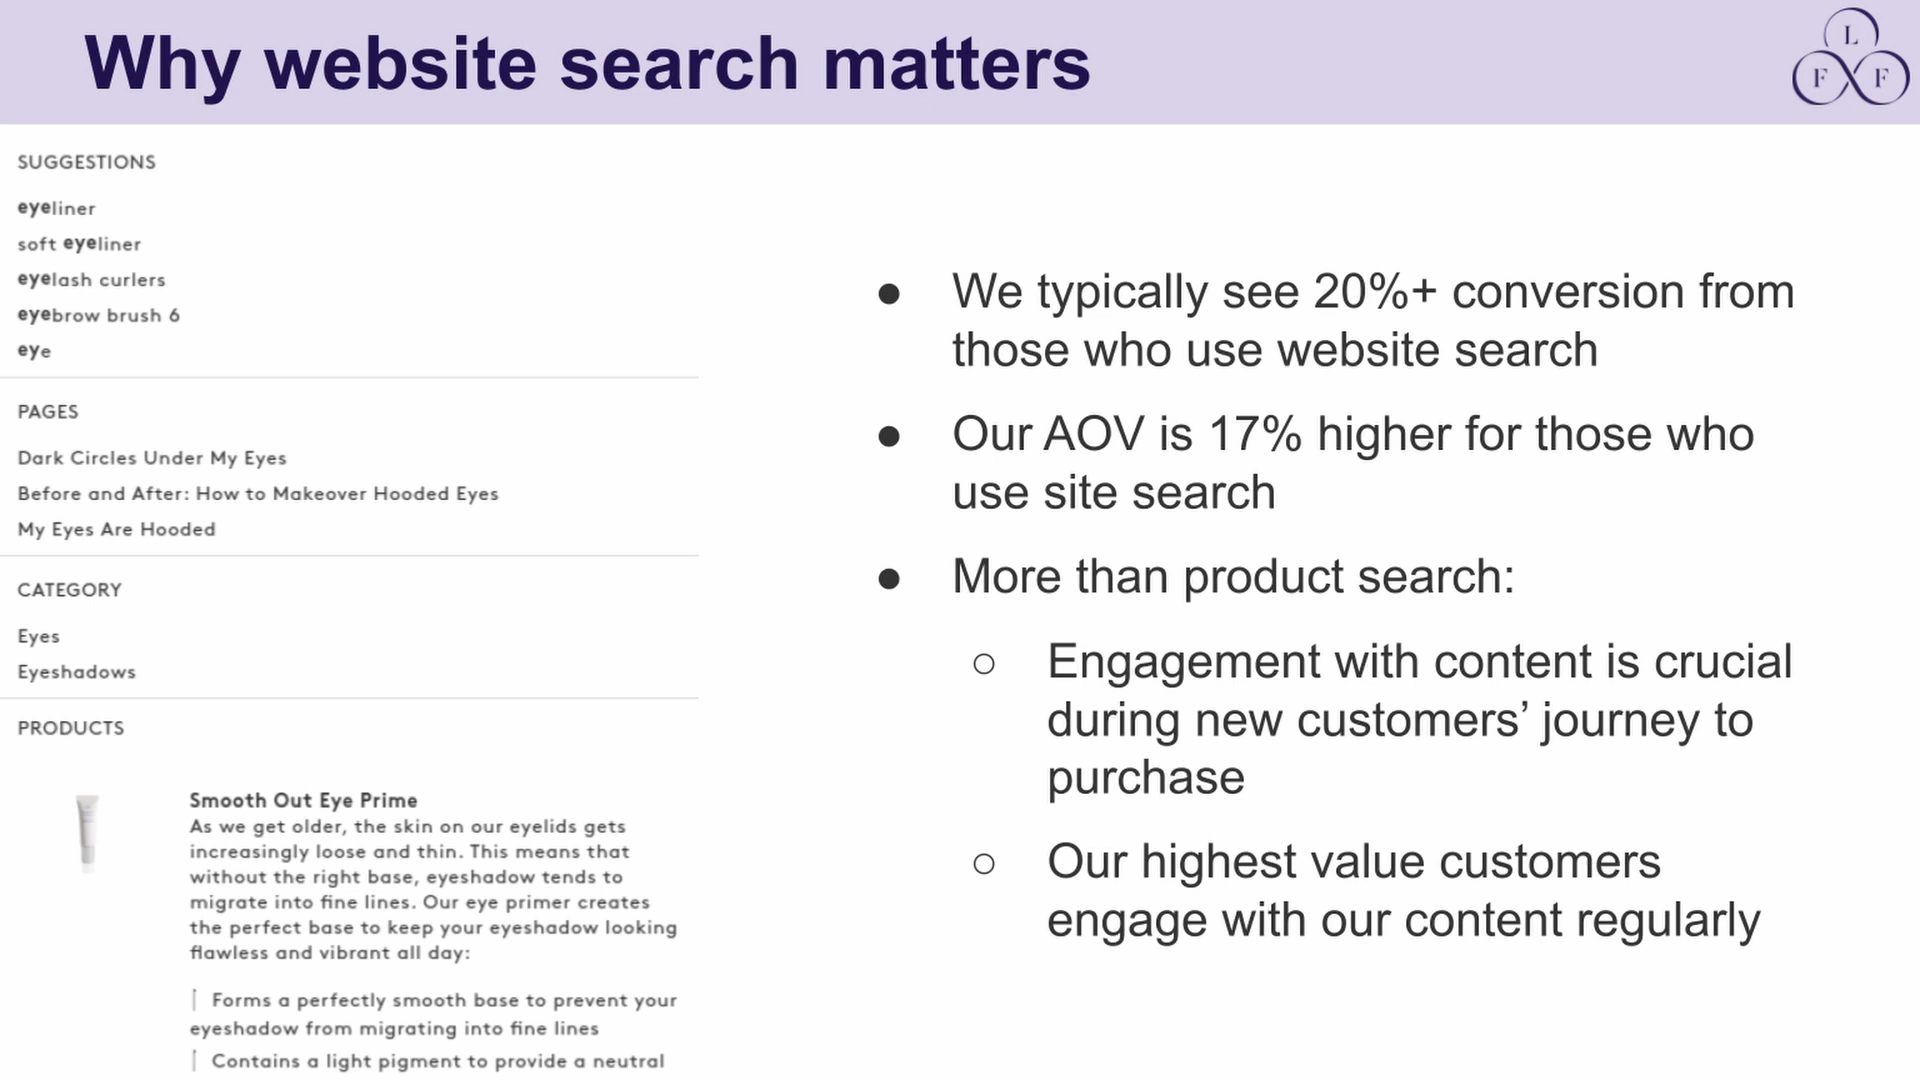 Why website search matters
L
F F
SUGGESTIONS
eyeliner
soft eyeliner
eyelash curlers
eyebrow brush 6
eye
PAGES
Dark Circles Under My Eyes
Before and After: How to Makeover Hooded Eyes
My Eyes Are Hooded
CATEGORY
Eyes
Eyeshadows
PRODUCTS
Smooth Out Eye Prime
As we get older, the skin on our eyelids gets
increasingly loose and thin. This means that
without the right base, eyeshadow tends to
migrate into fine lines. Our eye primer creates
the perfect base to keep your eyeshadow looking
flawless and vibrant all day:
Forms a perfectly smooth base to prevent your
eyeshadow from migrating into fine lines
Contains a light pigment to provide a neutral
● We typically see 20%+ conversion from
those who use website search
● Our AOV is 17% higher for those who
use site search
● More than product search:
○ Engagement with content is crucial
during new customers’ journey to
purchase
○ Our highest value customers
engage with our content regularly